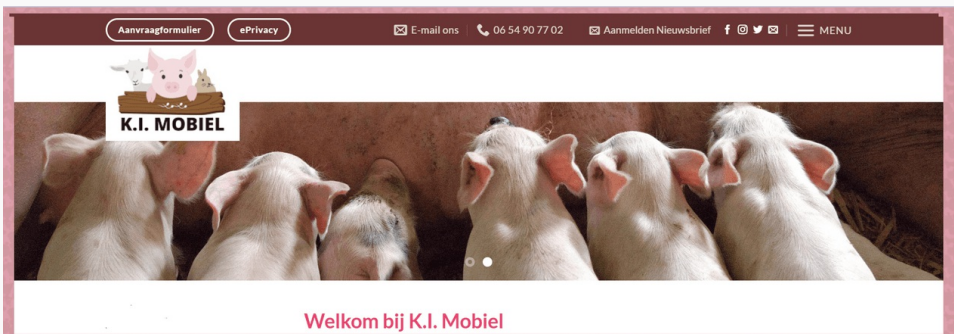 Aanvraagformulier ePrivacy E-mail ons 06 54 90 77 02 Aanmelden Nieuwsbrief MENU
K.I. MOBIEL
Welkom bij K.I. Mobiel